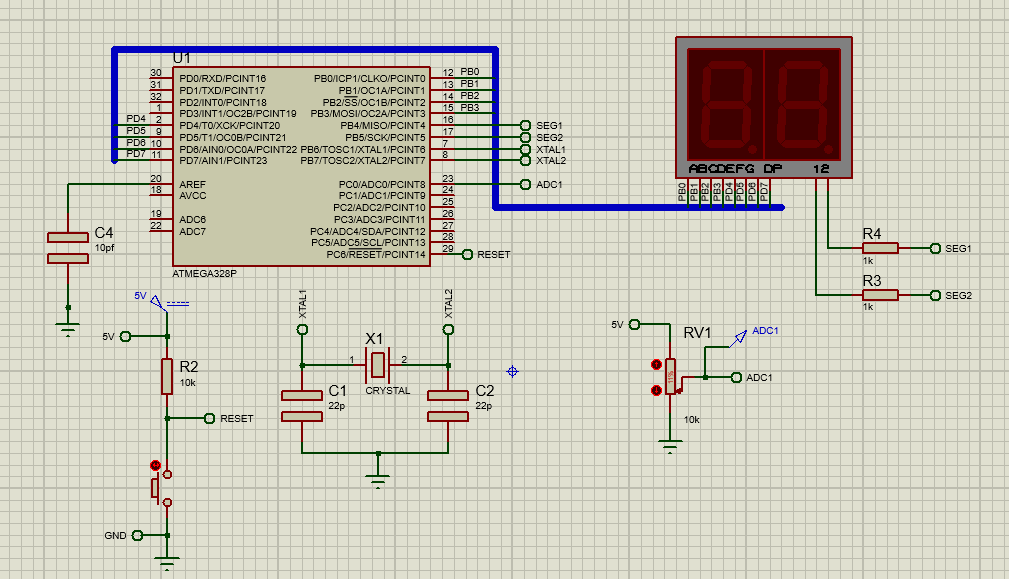 U1
30 PD0/RXD/PCINT16 PB0/ICP1/CLKO/PCINT0 12 PB0
31 PD1/TXD/PCINT17 PB1/OC1A/PCINT1 13 PB1
32 PD2/INT0/PCINT18 PB2/SS/OC1B/PCINT2 14 PB2
1 PD3/INT1/OC2B/PCINT19 PB3/MOSI/OC2A/PCINT3 15 PB3
PD4 2 PD4/T0/XCK/PCINT20 PB4/MISO/PCINT4 16 SEG1
PD5 9 PD5/T1/OC0B/PCINT21 PB5/SCK/PCINT5 17 SEG2
PD6 10 PD6/AIN0/OC0A/PCINT22 PB6/TOSC1/XTAL1/PCINT6 7 XTAL1
PD7 11 PD7/AIN1/PCINT23 PB7/TOSC2/XTAL2/PCINT7 8 XTAL2
20 AREF PC0/ADC0/PCINT8 23 ADC1
18 AVCC PC1/ADC1/PCINT9 24
PC2/ADC2/PCINT10 25
19 ADC6 PC3/ADC3/PCINT11 26
22 ADC7 PC4/ADC4/SDA/PCINT12 27
PC5/ADC5/SCL/PCINT13 28
PC6/RESET/PCINT14 29 RESET
ATMEGA328P
ABCDEFG DP 12
PB0 PB1 PB2 PB3 PD4 PD5 PD6 PD7
C4
10pf
R4
SEG1
1k
R3
SEG2
1k
5V
5V
R2
10k
RESET
GND
XTAL1 XTAL2
X1
1 2
CRYSTAL
C1
22p
C2
22p
5V
RV1
ADC1
11%
ADC1
10k